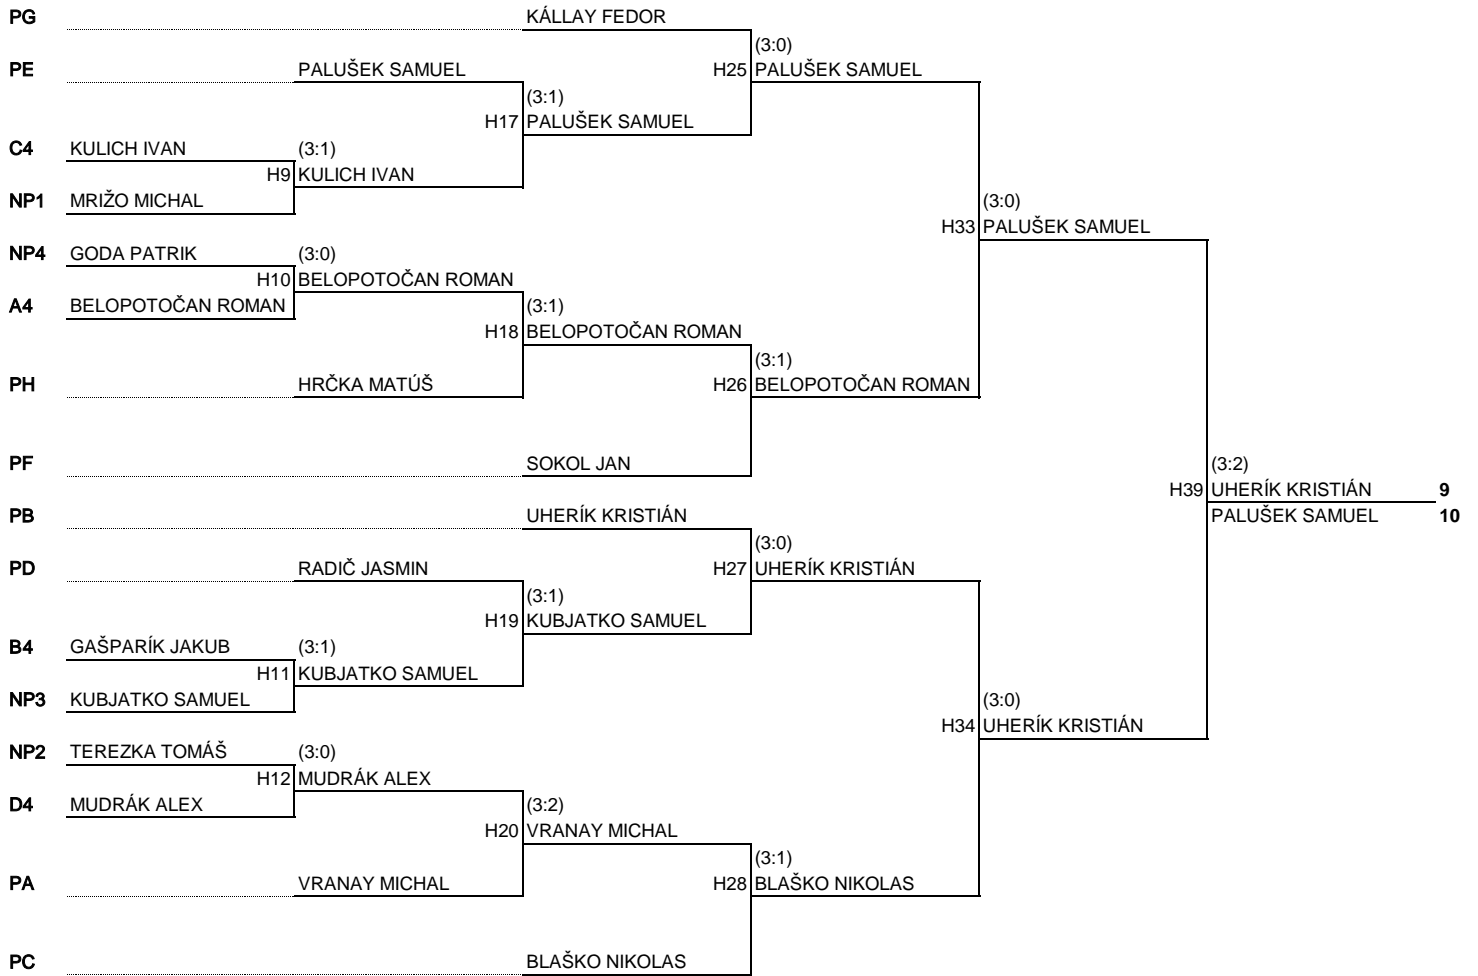 PG KÁLLAY FEDOR
(3:0)
PE PALUŠEK SAMUEL H25 PALUŠEK SAMUEL
(3:1)
H17 PALUŠEK SAMUEL
C4 KULICH IVAN (3:1)
H9 KULICH IVAN
NP1 MRIŽO MICHAL (3:0)
H33 PALUŠEK SAMUEL
NP4 GODA PATRIK (3:0)
H10 BELOPOTOČAN ROMAN
A4 BELOPOTOČAN ROMAN (3:1)
H18 BELOPOTOČAN ROMAN
(3:1)
PH HRČKA MATÚŠ H26 BELOPOTOČAN ROMAN
PF SOKOL JAN (3:2)
H39 UHERÍK KRISTIÁN 9
PB UHERÍK KRISTIÁN PALUŠEK SAMUEL 10
(3:0)
PD RADIČ JASMIN H27 UHERÍK KRISTIÁN
(3:1)
H19 KUBJATKO SAMUEL
B4 GAŠPARÍK JAKUB (3:1)
H11 KUBJATKO SAMUEL
NP3 KUBJATKO SAMUEL (3:0)
H34 UHERÍK KRISTIÁN
NP2 TEREZKA TOMÁŠ (3:0)
H12 MUDRÁK ALEX
D4 MUDRÁK ALEX (3:2)
H20 VRANAY MICHAL
(3:1)
PA VRANAY MICHAL H28 BLAŠKO NIKOLAS
PC BLAŠKO NIKOLAS